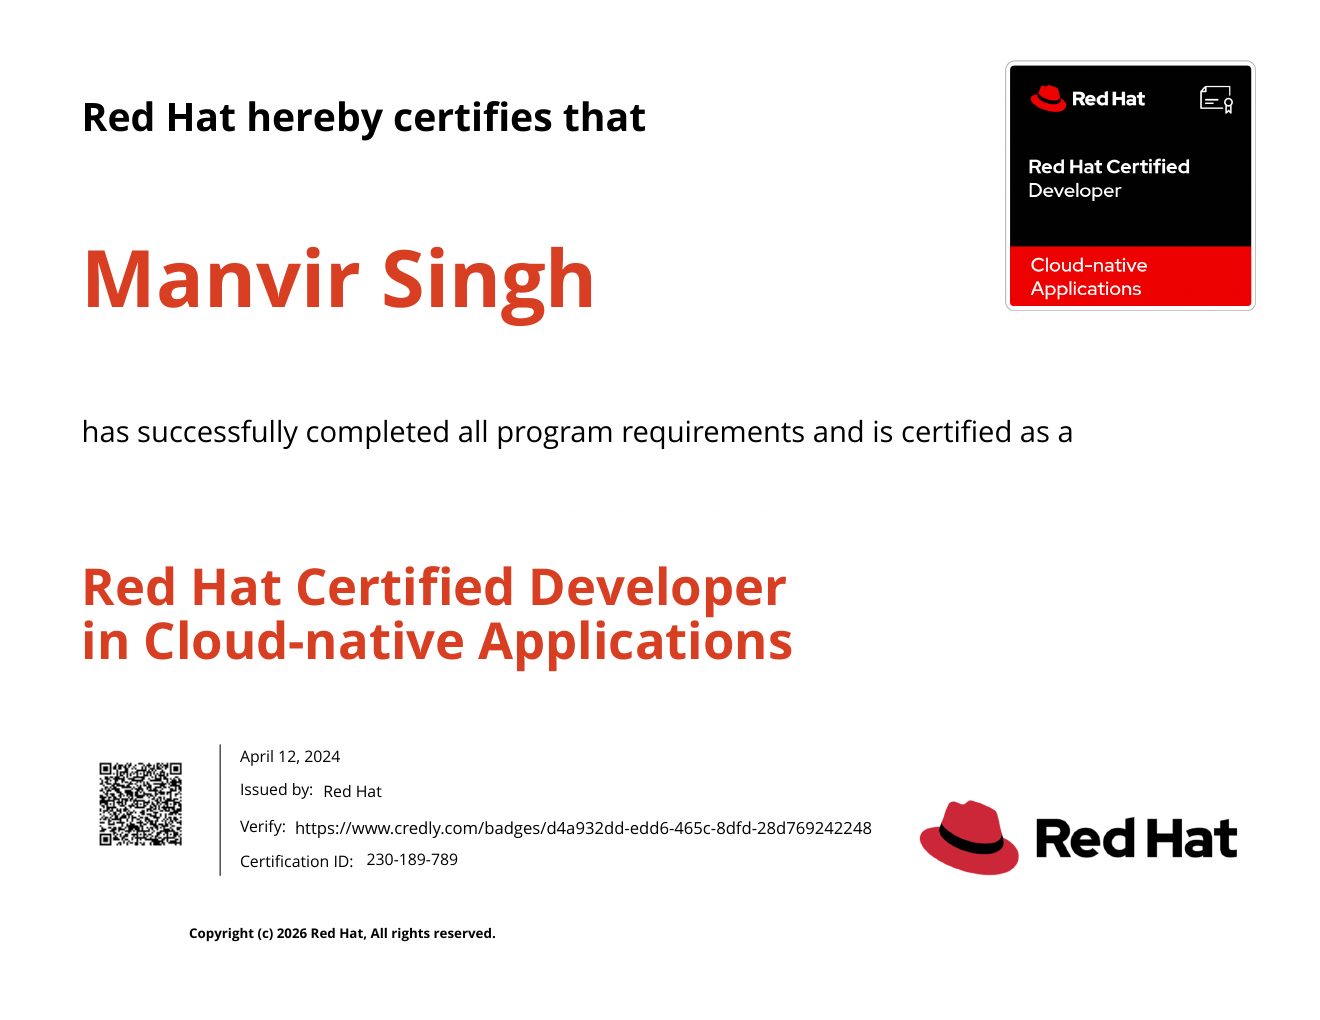 Red Hat hereby certifies that
Red Hat
Red Hat Certified
Developer
Cloud-native
Applications
Manvir Singh
has successfully completed all program requirements and is certified as a
Red Hat Certified Developer
in Cloud-native Applications
April 12, 2024
Issued by: Red Hat
Verify: https://www.credly.com/badges/d4a932dd-edd6-465c-8dfd-28d769242248
Certification ID: 230-189-789
Red Hat
Copyright (c) 2026 Red Hat, All rights reserved.